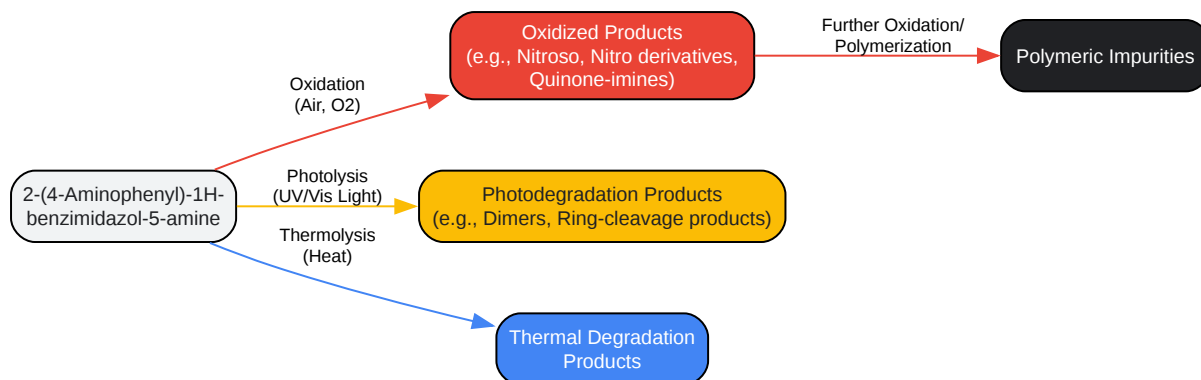 Oxidized Products
(e.g., Nitroso, Nitro derivatives,
Quinone-imines)
Further Oxidation/
Polymerization
Polymeric Impurities
Oxidation
(Air, O2)
2-(4-Aminophenyl)-1H-
benzimidazol-5-amine
Photolysis
(UV/Vis Light)
Photodegradation Products
(e.g., Dimers, Ring-cleavage products)
Thermolysis
(Heat)
Thermal Degradation
Products